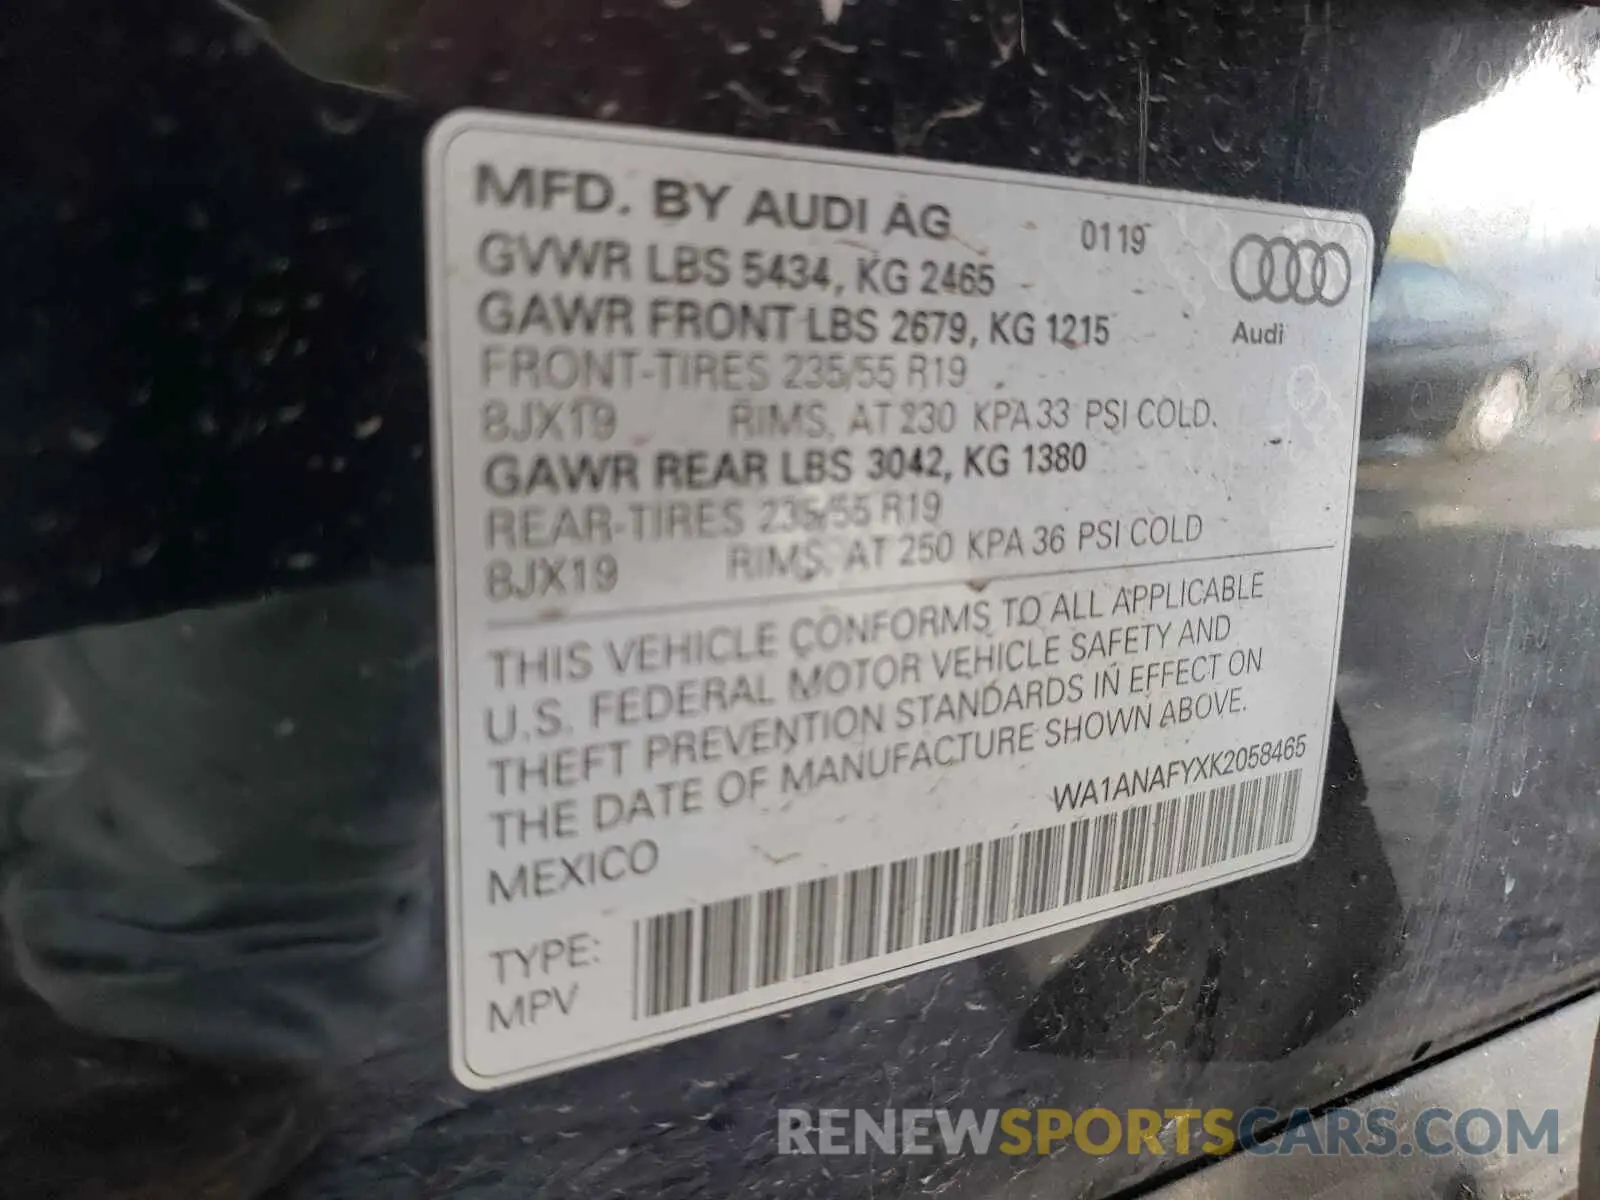 MFD. BY AUDI AG 0119
GVWR LBS 5434, KG 2465
GAWR FRONT LBS 2679, KG 1215
Audi
FRONT-TIRES 235/55 R19
8JX19 RIMS, AT 230 KPA 33 PSI COLD.
GAWR REAR LBS 3042, KG 1380
REAR-TIRES 235/55 R19
8JX19 RIMS, AT 250 KPA 36 PSI COLD
THIS VEHICLE CONFORMS TO ALL APPLICABLE
U.S. FEDERAL MOTOR VEHICLE SAFETY AND
THEFT PREVENTION STANDARDS IN EFFECT ON
THE DATE OF MANUFACTURE SHOWN ABOVE.
MEXICO WA1ANAFYXK2058465
TYPE:
MPV
RENEWSPORTSCARS.COM